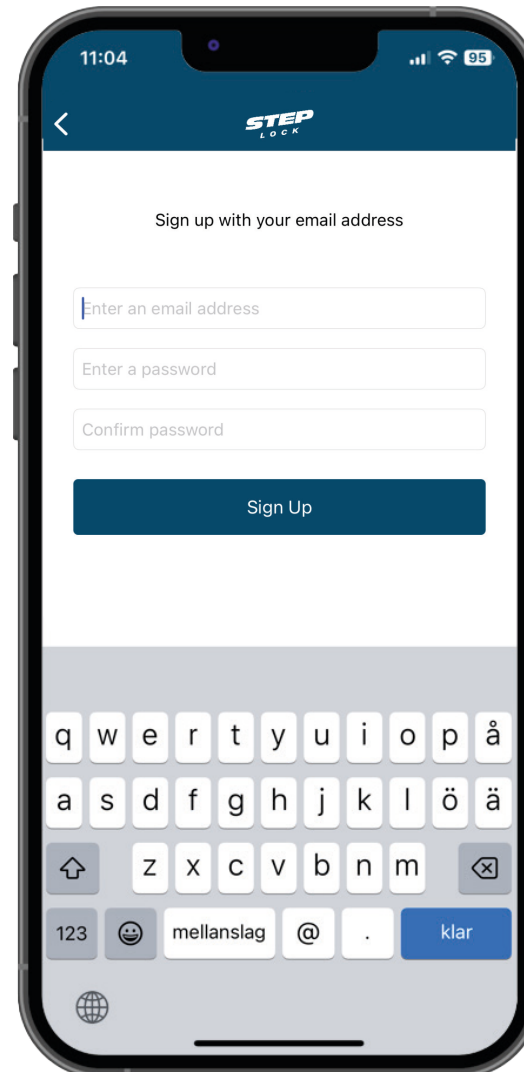 11:04 95
STEP
LOCK
Sign up with your email address
Enter an email address
Enter a password
Confirm password
Sign Up
q w e r t y u i o p å
a s d f g h j k l ö ä
z x c v b n m
123 mellanslag @ . klar